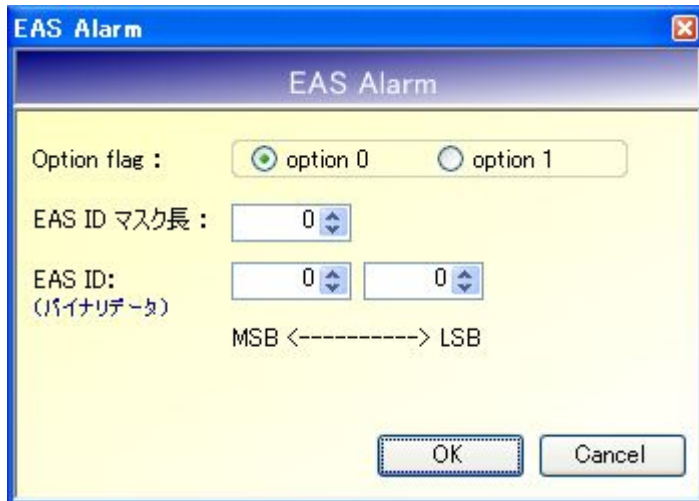 EAS Alarm
EAS Alarm
Option flag : option 0 option 1
EAS ID マスク長 : 0
EAS ID: 0 0
(バイナリデータ)
MSB <----------> LSB
OK Cancel